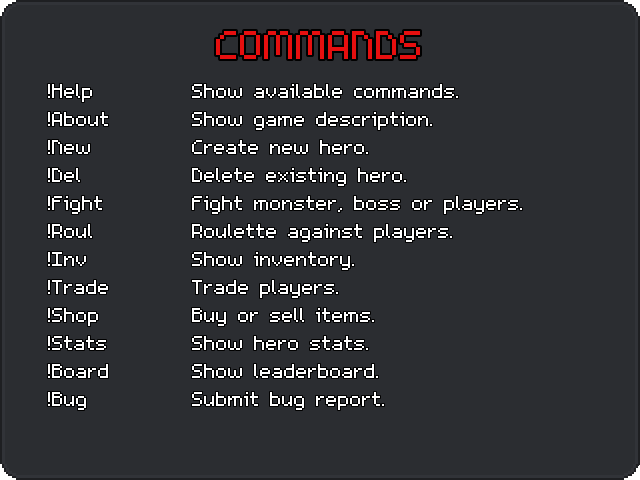 COMMANDS
!Help Show available commands.
!About Show game description.
!New Create new hero.
!Del Delete existing hero.
!Fight Fight monster, boss or players.
!Roul Roulette against players.
!Inv Show inventory.
!Trade Trade players.
!Shop Buy or sell items.
!Stats Show hero stats.
!Board Show leaderboard.
!Bug Submit bug report.